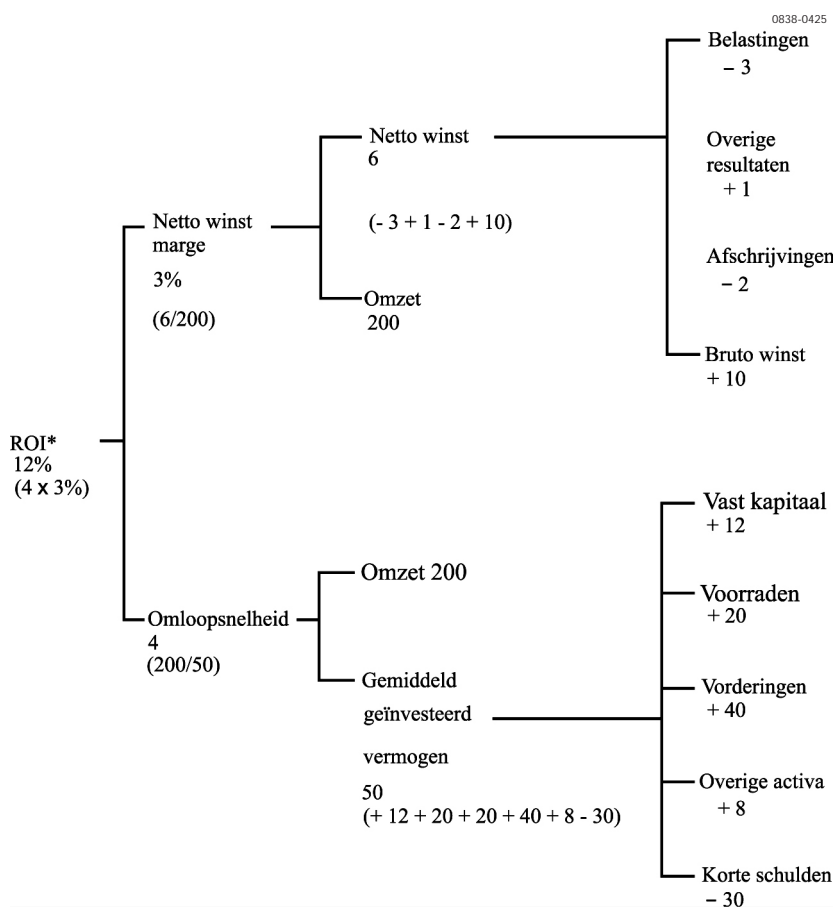 0838-0425
Belastingen
– 3
Netto winst
6
Overige
resultaten
+ 1
(- 3 + 1 - 2 + 10)
Netto winst
marge
3%
(6/200)
Afschrijvingen
– 2
Omzet
200
Bruto winst
+ 10
ROI*
12%
(4 x 3%)
Vast kapitaal
+ 12
Omzet 200
Voorraden
+ 20
Omloopsnelheid
4
(200/50)
Gemiddeld
geïnvesteerd
vermogen
50
(+ 12 + 20 + 20 + 40 + 8 - 30)
Vorderingen
+ 40
Overige activa
+ 8
Korte schulden
– 30